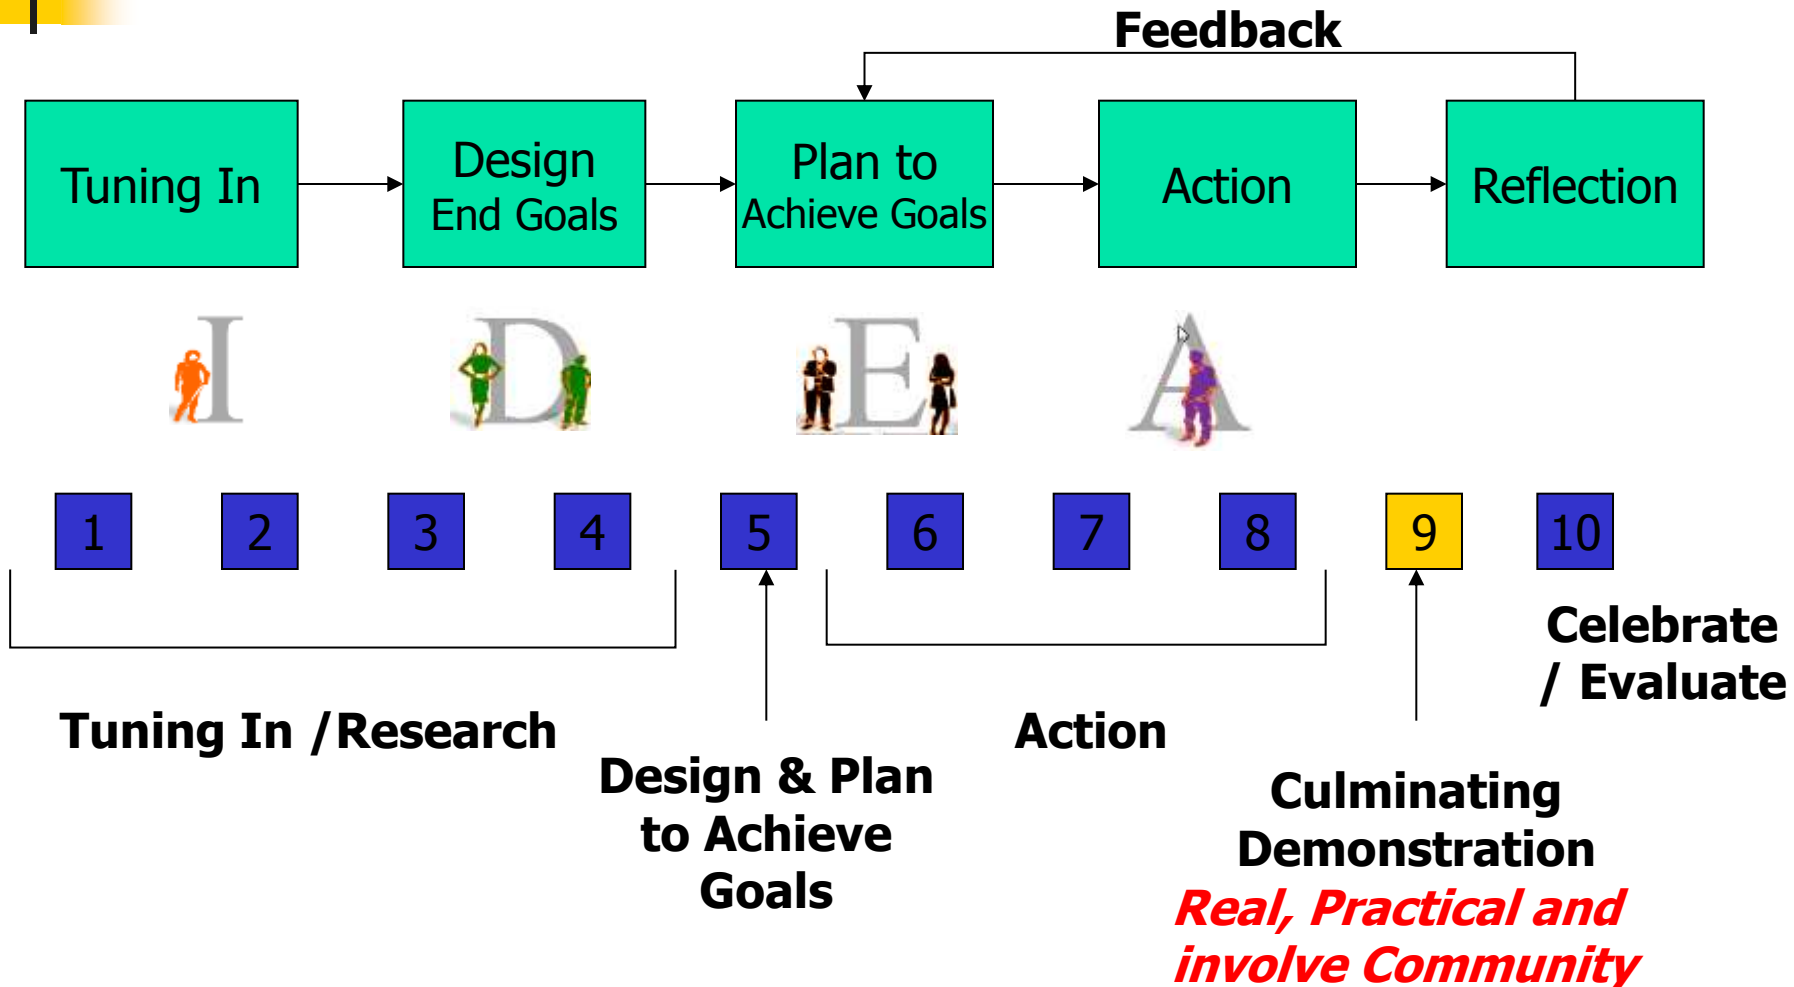 Feedback
Tuning In
Design
End Goals
Plan to
Achieve Goals
Action
Reflection
I
D
E
A
1
2
3
4
5
6
7
8
9
10
Celebrate
/ Evaluate
Tuning In /Research
Action
Design & Plan
to Achieve
Goals
Culminating
Demonstration
Real, Practical and
involve Community